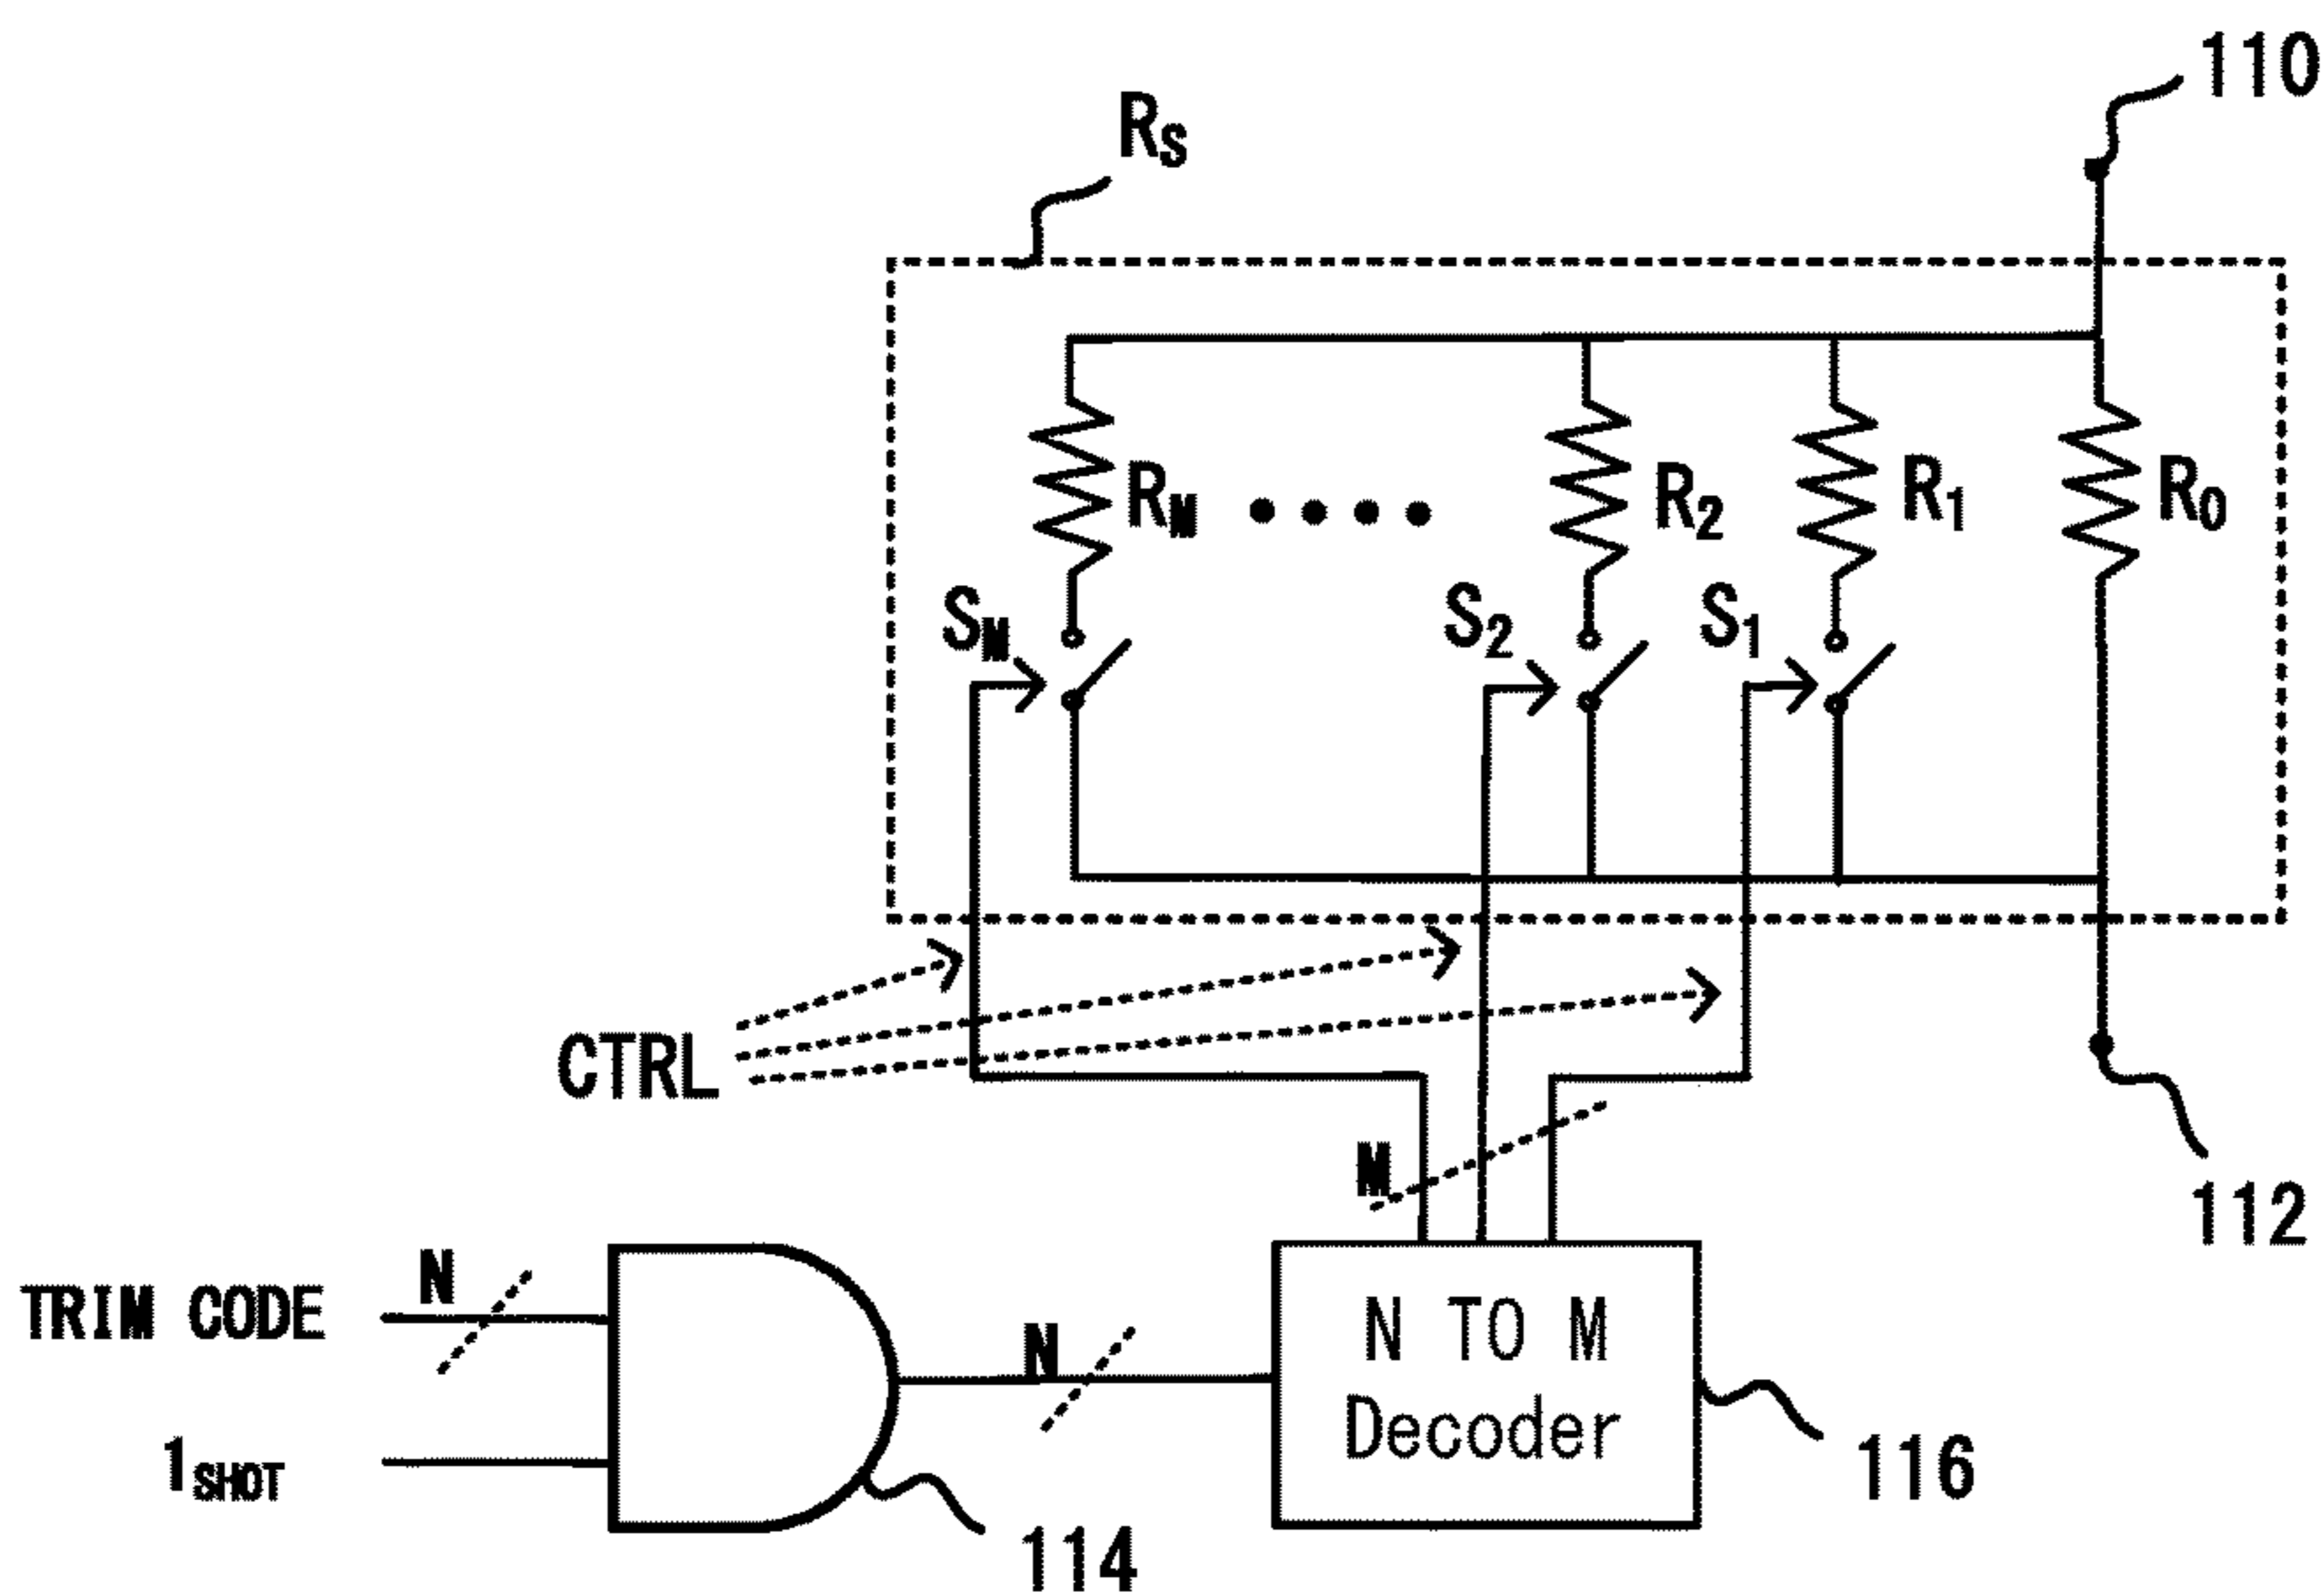 110
RS
RM
R2
R1
R0
SM
S2
S1
CTRL
M
112
N
TRIM CODE
N
N TO M
Decoder
1SHOT
116
114